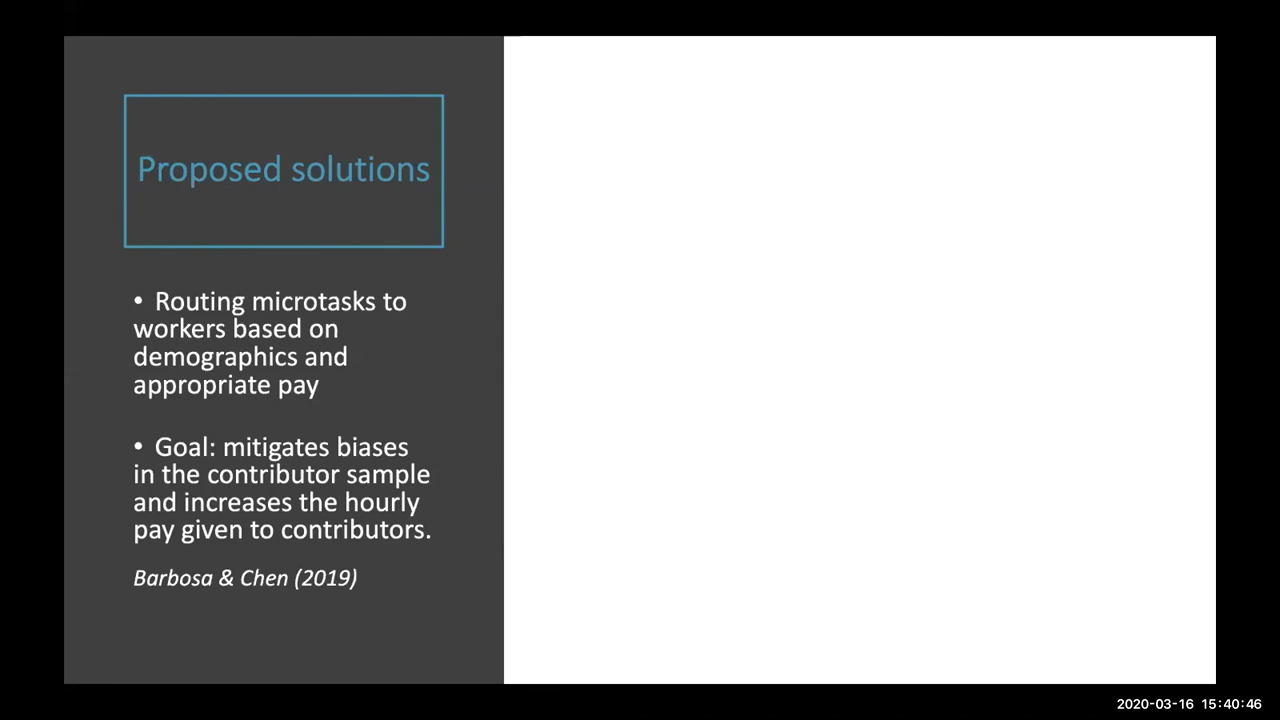 Proposed solutions
• Routing microtasks to
workers based on
demographics and
appropriate pay
• Goal: mitigates biases
in the contributor sample
and increases the hourly
pay given to contributors.
Barbosa & Chen (2019)
2020-03-16 15:40:46